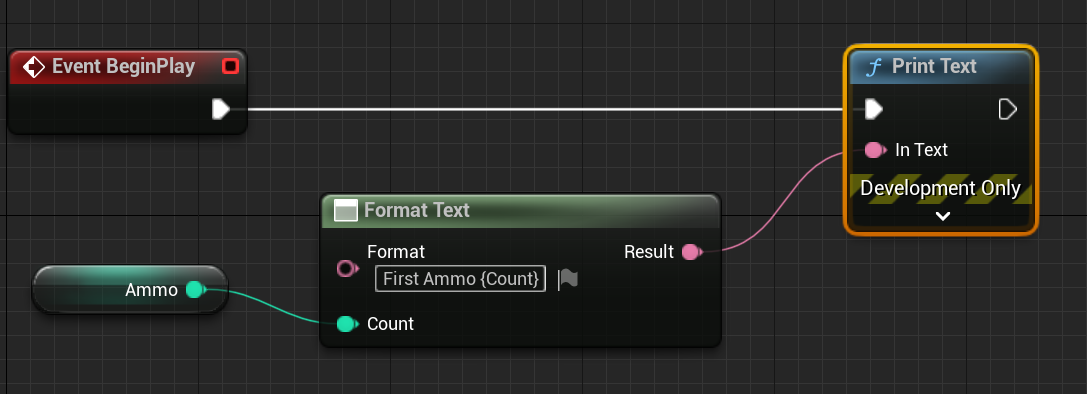 Event BeginPlay
Print Text
In Text
Development Only
Format Text
Format
Result
First Ammo {Count}
Ammo
Count